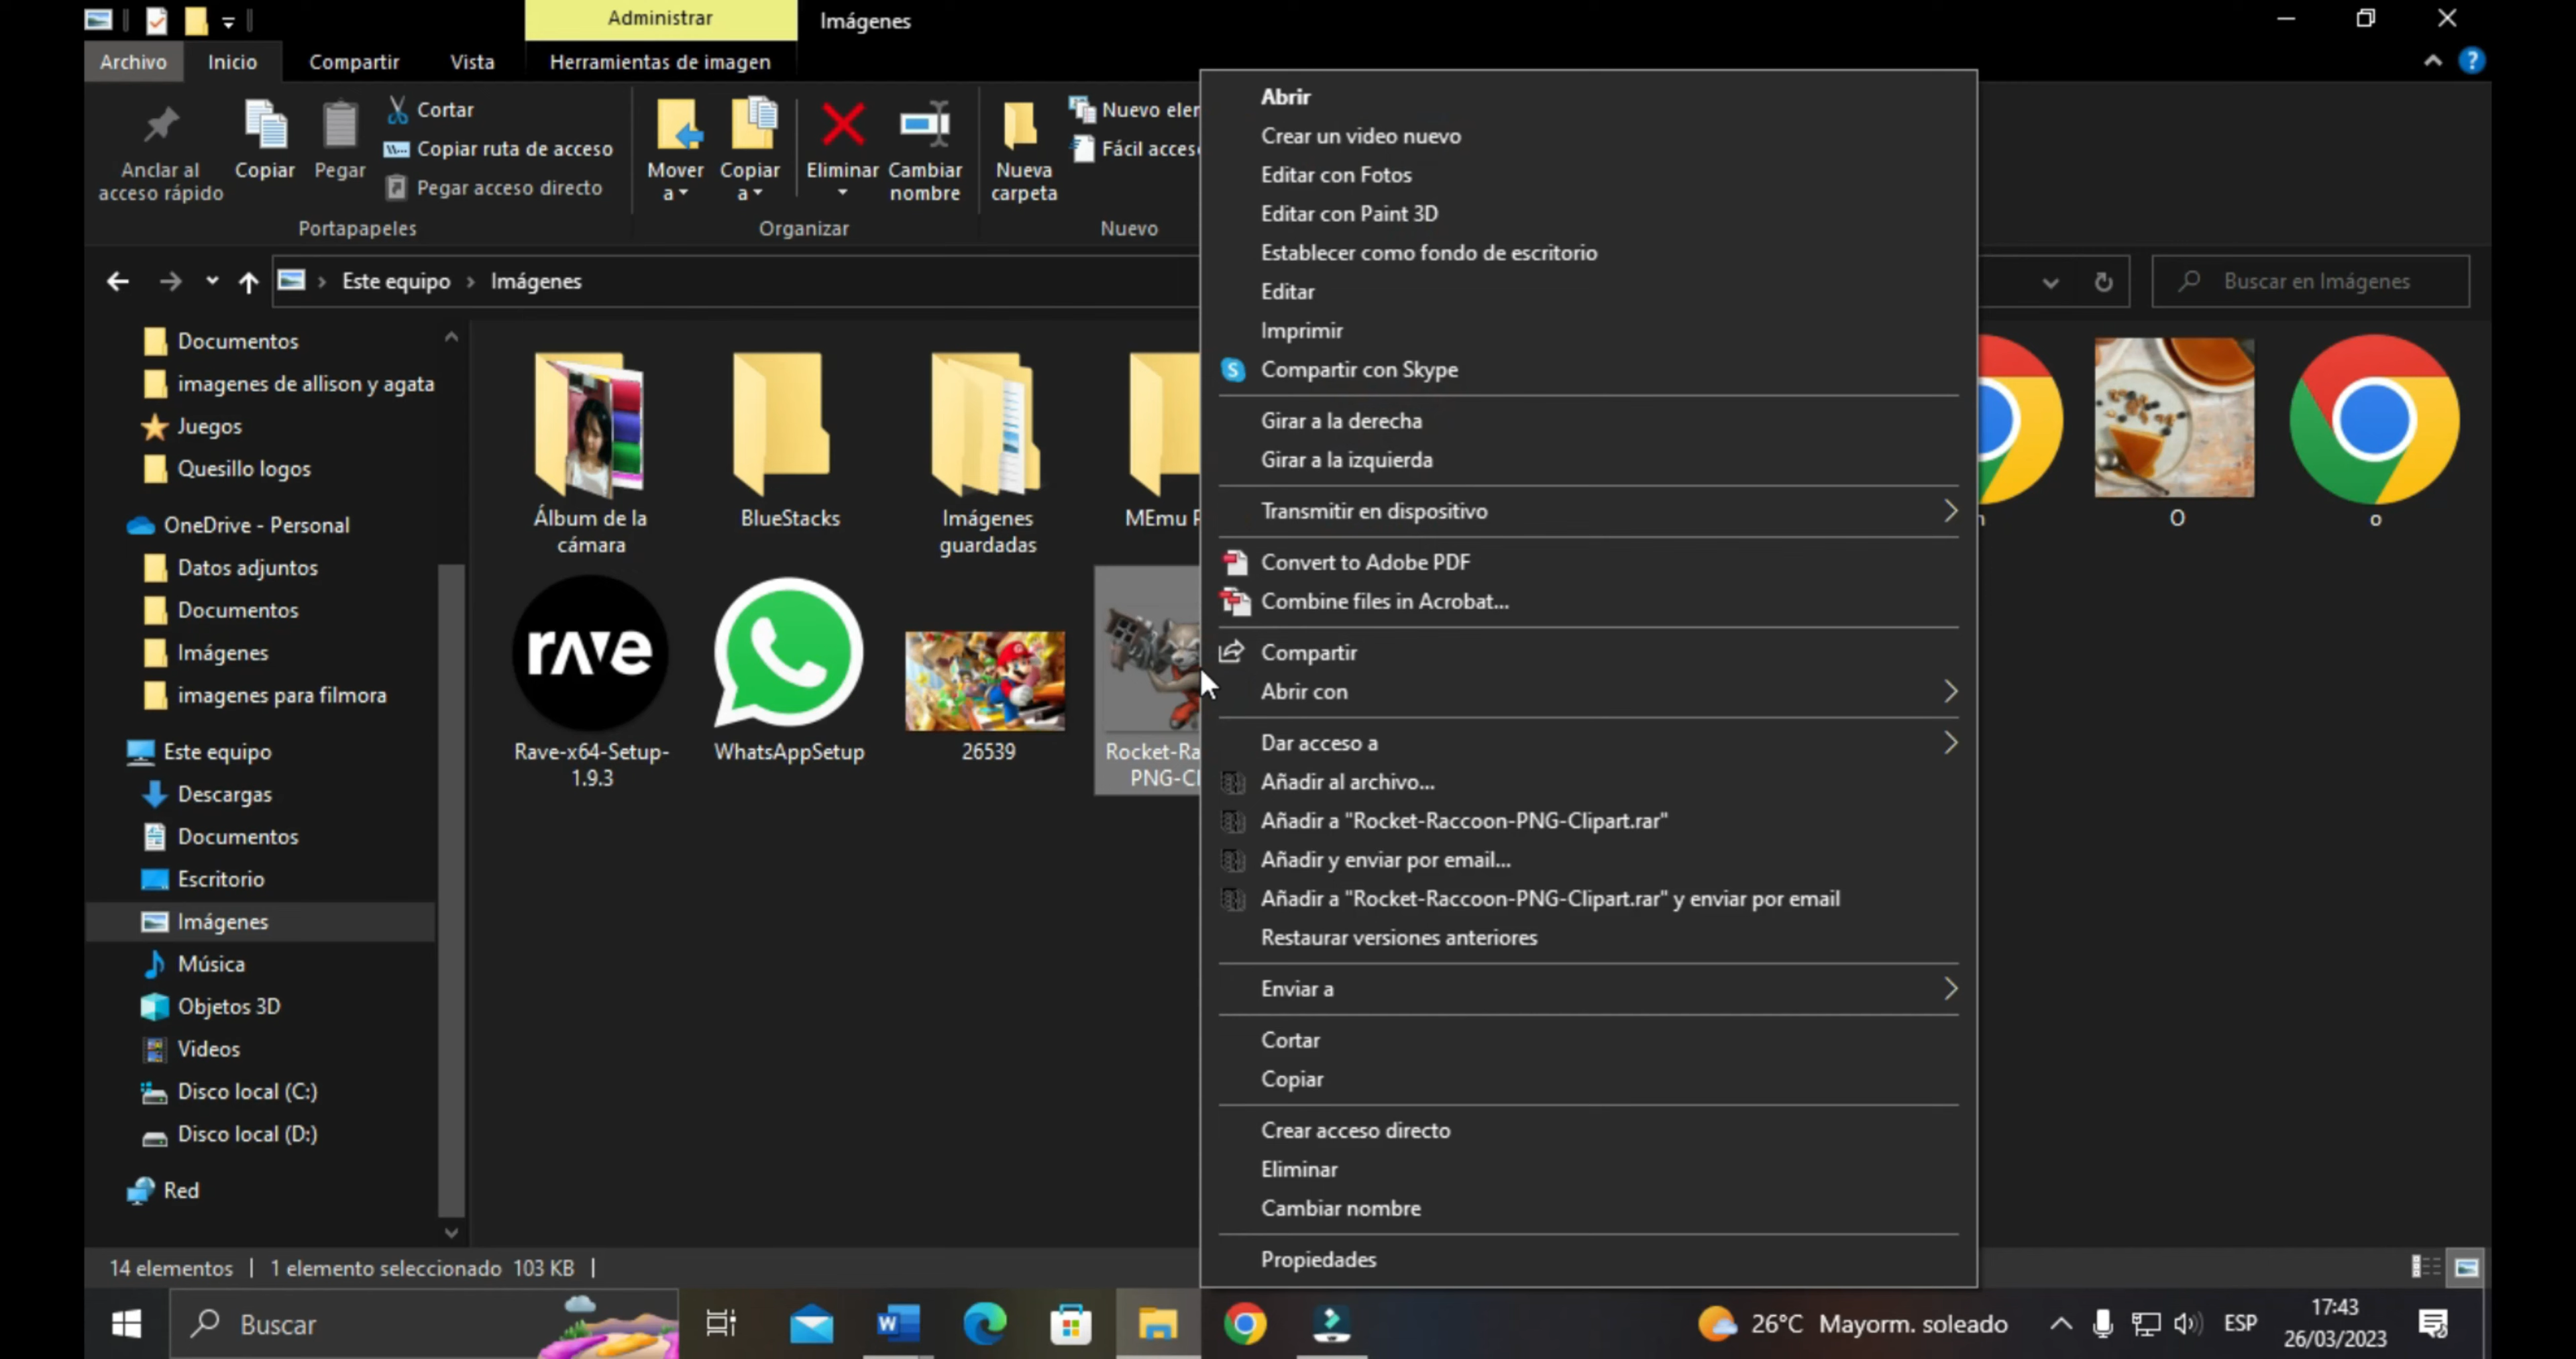 Administrar
Imágenes
Archivo
Inicio
Compartir
Vista
Herramientas de imagen
Anclar al
acceso rápido
Copiar
Pegar
Cortar
Copiar ruta de acceso
Pegar acceso directo
Portapapeles
Mover
a
Copiar
a
Eliminar
Cambiar
nombre
Organizar
Nueva
carpeta
Nuevo
Fácil
Nuevo
Este equipo
Imágenes
Buscar en Imágenes
Documentos
imagenes de allison y agata
Juegos
Quesillo logos
OneDrive - Personal
Datos adjuntos
Documentos
Imágenes
imagenes para filmora
Este equipo
Descargas
Documentos
Escritorio
Imágenes
Música
Objetos 3D
Videos
Disco local (C:)
Disco local (D:)
Red
Álbum de la
cámara
BlueStacks
Imágenes
guardadas
MEmu
O
o
rave
Rave-x64-Setup-
1.9.3
WhatsAppSetup
26539
Abrir
Crear un video nuevo
Editar con Fotos
Editar con Paint 3D
Establecer como fondo de escritorio
Editar
Imprimir
S
Compartir con Skype
Girar a la derecha
Girar a la izquierda
Transmitir en dispositivo
Convert to Adobe PDF
Combine files in Acrobat...
Compartir
Abrir con
Dar acceso a
Añadir al archivo...
Añadir a "Rocket-Raccoon-PNG-Clipart.rar"
Añadir y enviar por email...
Añadir a "Rocket-Raccoon-PNG-Clipart.rar" y enviar por email
Restaurar versiones anteriores
Enviar a
Cortar
Copiar
Crear acceso directo
Eliminar
Cambiar nombre
Propiedades
14 elementos
1 elemento seleccionado 103 KB
Buscar
W
26°C Mayorm. soleado
ESP
17:43
26/03/2023